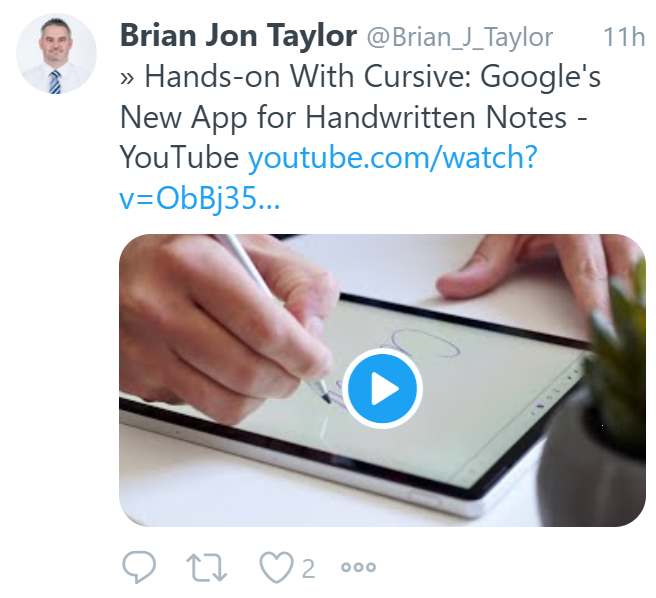 Brian Jon Taylor @Brian_J_Taylor 11h
» Hands-on With Cursive: Google's
New App for Handwritten Notes -
YouTube youtube.com/watch?
v=ObBj35...
2